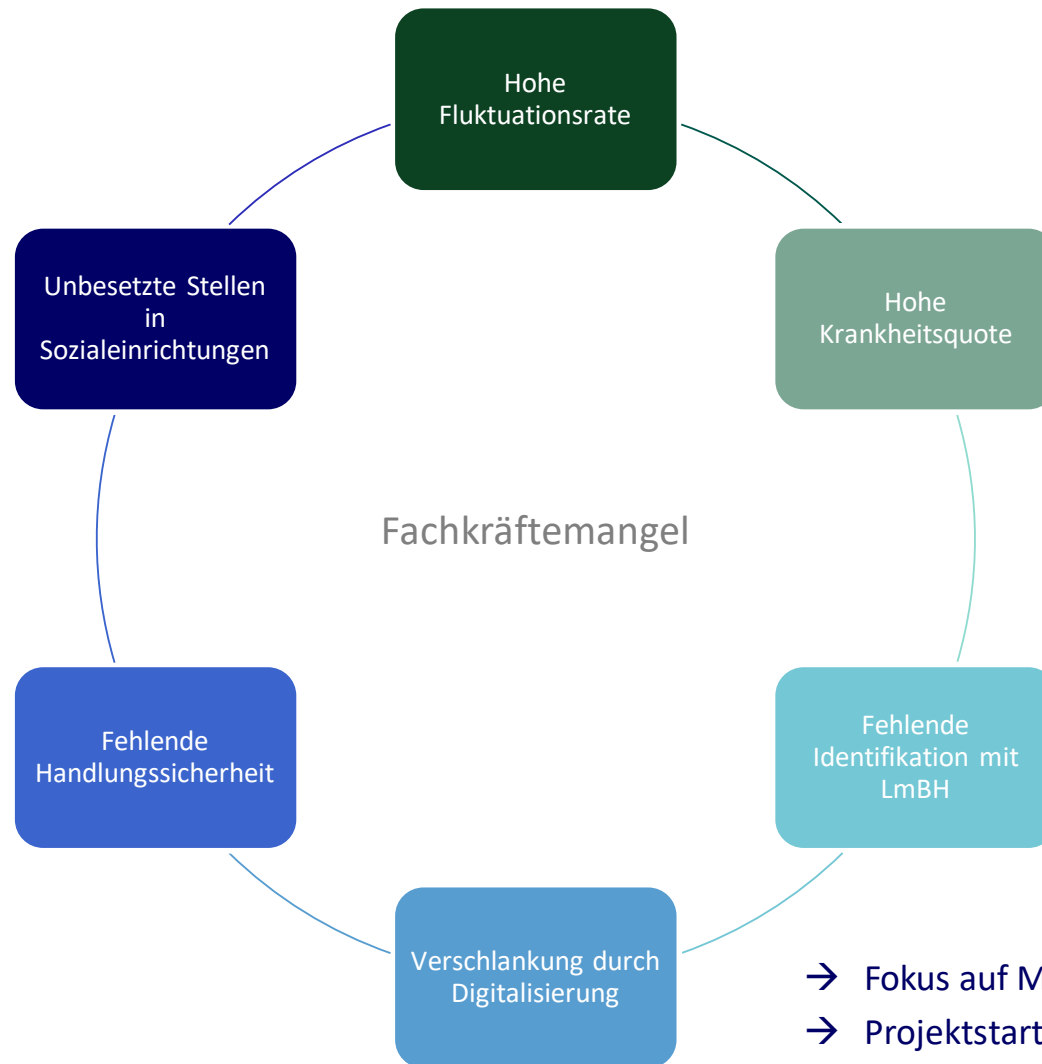 Hohe
Fluktuationsrate
Unbesetzte Stellen
in
Sozialeinrichtungen
Hohe
Krankheitsquote
Fachkräftemangel
Fehlende
Handlungssicherheit
Fehlende
Identifikation mit
LmBH
Verschlankung durch
Digitalisierung
→ Fokus auf M
→ Projektstart